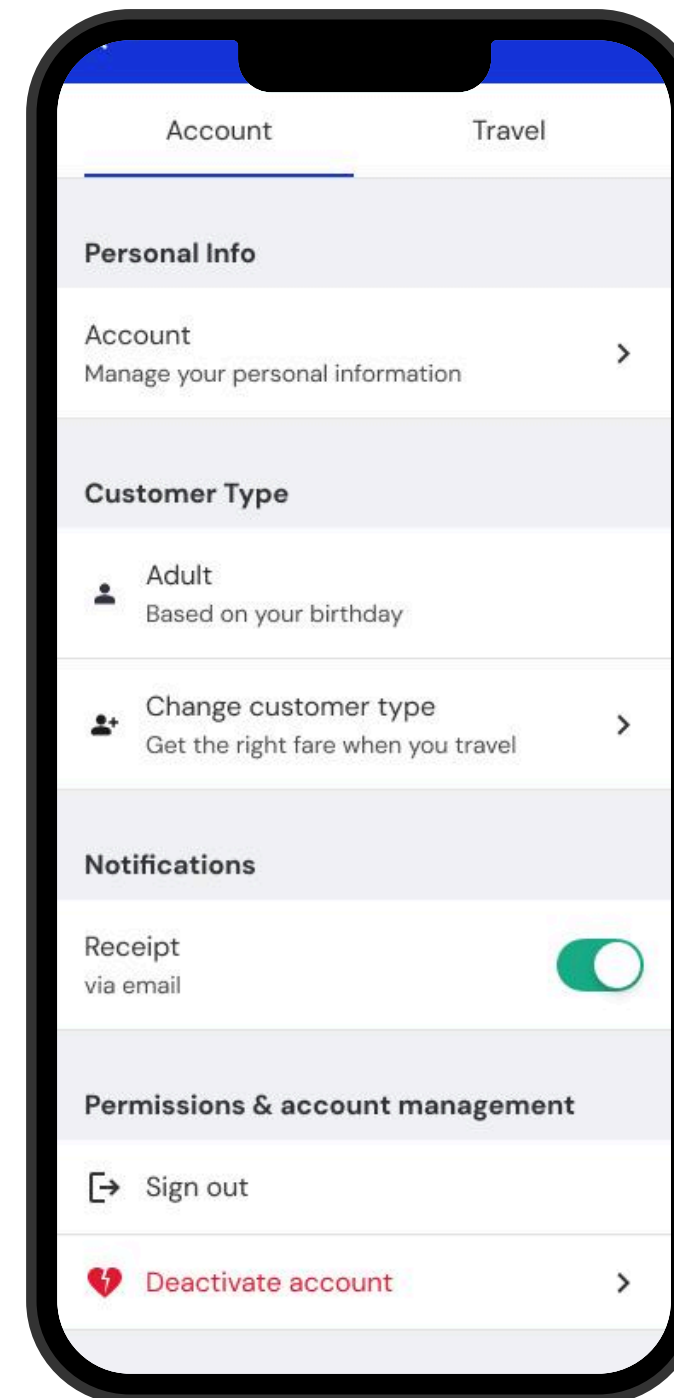 Account Travel
Personal Info
Account
Manage your personal information
Customer Type
Adult
Based on your birthday
Change customer type
Get the right fare when you travel
Notifications
Receipt
via email
Permissions & account management
Sign out
Deactivate account